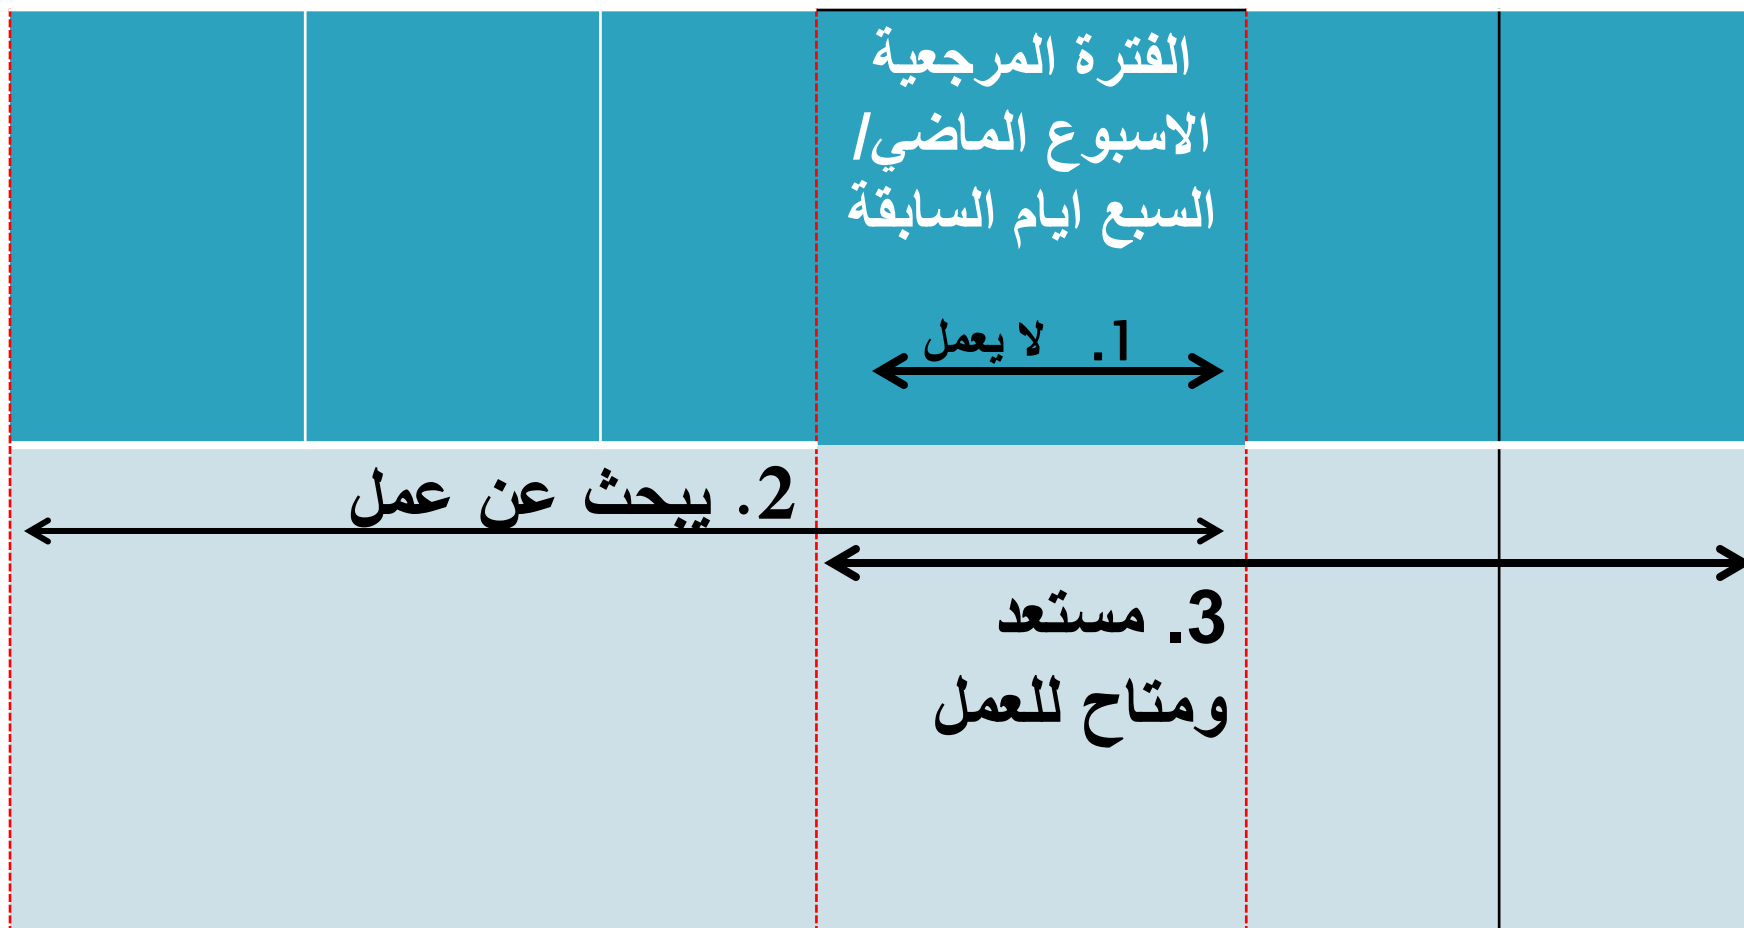 الفترة المرجعية
الاسبوع الماضي/
السبع ايام السابقة
1. لا يعمل
2. يبحث عن عمل
3. مستعد
ومتاح للعمل